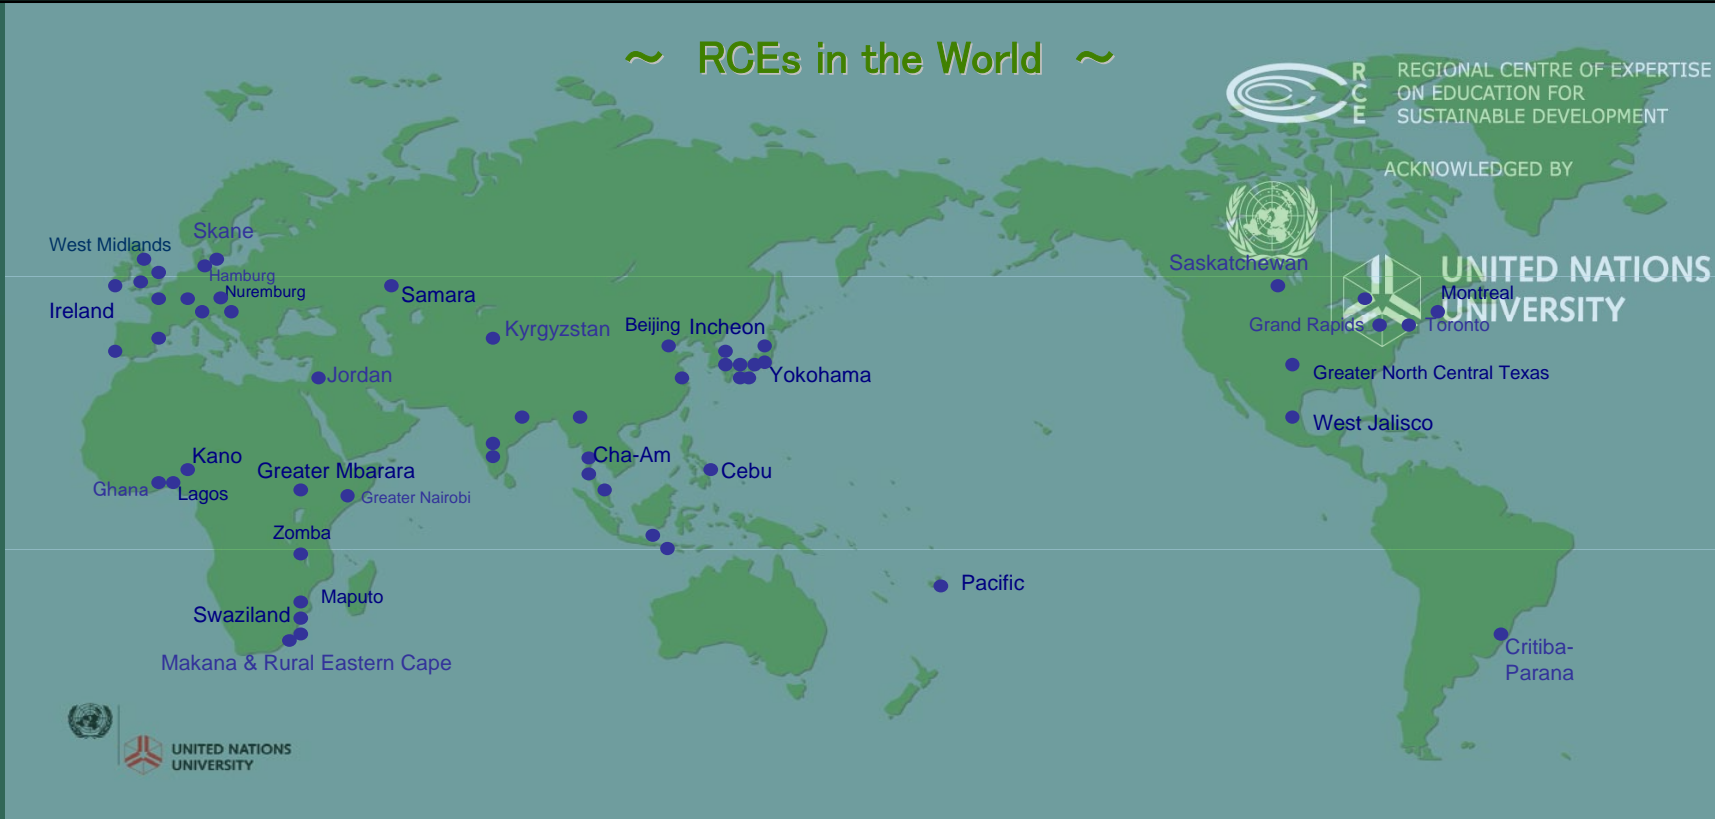 ～ RCEs in the World ～
R
C
E
REGIONAL CENTRE OF EXPERTISE
ON EDUCATION FOR
SUSTAINABLE DEVELOPMENT
ACKNOWLEDGED BY
UNITED NATIONS
UNIVERSITY
Skane
West Midlands
Hamburg
Nuremburg
Ireland
Samara
Kyrgyzstan
Beijing
Incheon
Yokohama
Jordan
Saskatchewan
Montreal
Grand Rapids
Toronto
Greater North Central Texas
West Jalisco
Kano
Ghana
Lagos
Greater Mbarara
Greater Nairobi
Cha-Am
Cebu
Zomba
Maputo
Swaziland
Makana & Rural Eastern Cape
Pacific
Critiba-
Parana
UNITED NATIONS
UNIVERSITY